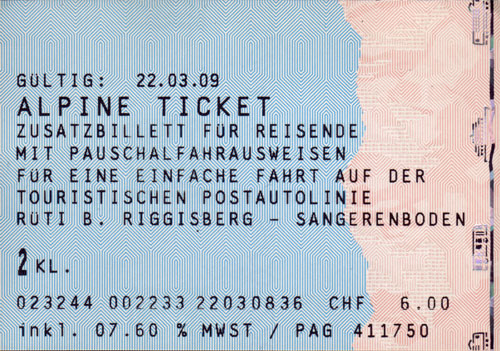 GÜLTIG: 22.03.09
ALPINE TICKET
ZUSATZBILLETT FÜR REISENDE
MIT PAUSCHALFAHRAUSWEISEN
FÜR EINE EINFACHE FAHRT AUF DER
TOURISTISCHEN POSTAUTOLINIE
RÜTI B. RIGGISBERG - SANGERENBODEN
2 KL.
023244 002233 22030836 CHF 6.00
inkl. 07.60 % MWST / PAG 411750